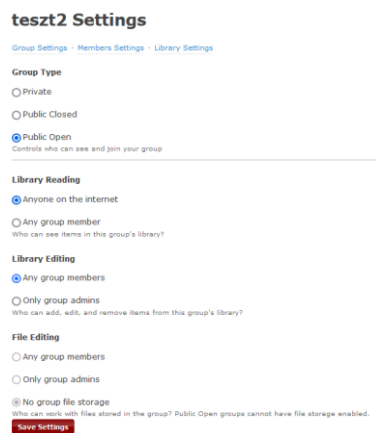 teszt2 Settings
Group Settings · Members Settings · Library Settings
Group Type
Private
Public Closed
Public Open
Controls who can see and join your group
Library Reading
Anyone on the internet
Any group member
Who can see items in this group's library?
Library Editing
Any group members
Only group admins
Who can add, edit, and remove items from this group's library?
File Editing
Any group members
Only group admins
No group file storage
Who can work with files stored in the group? Public Open groups cannot have file storage enabled.
Save Settings